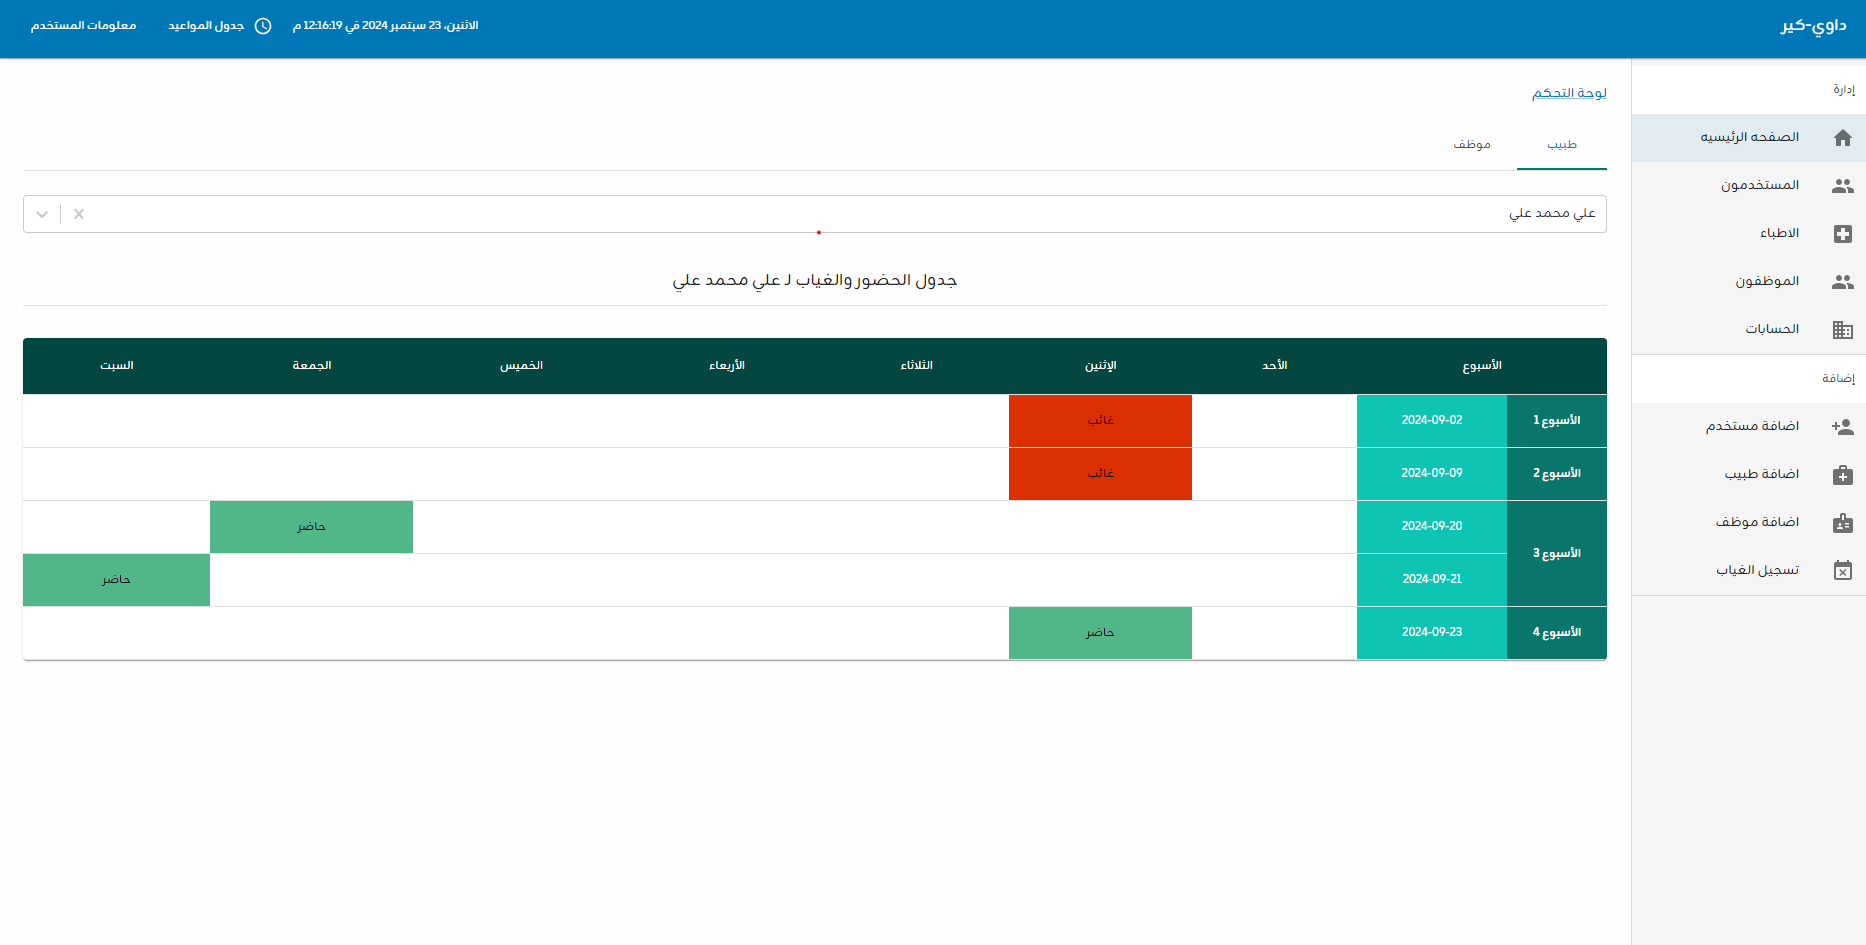 داوي-كير
الاثنين، 23 سبتمبر 2024 في 12:16:19 م
جدول المواعيد
معلومات المستخدم
إدارة
الصفحه الرئيسيه
المستخدمون
الاطباء
الموظفون
الحسابات
إضافة
اضافة مستخدم
اضافة طبيب
اضافة موظف
تسجيل الغياب
لوحة التحكم
طبيب
موظف
علي محمد علي
جدول الحضور والغياب لـ علي محمد علي
الأسبوع الأحد الإثنين الثلاثاء الأربعاء الخميس الجمعة السبت
الأسبوع 1 2024-09-02 غائب
الأسبوع 2 2024-09-09 غائب
الأسبوع 3 2024-09-20 حاضر
2024-09-21 حاضر
الأسبوع 4 2024-09-23 حاضر